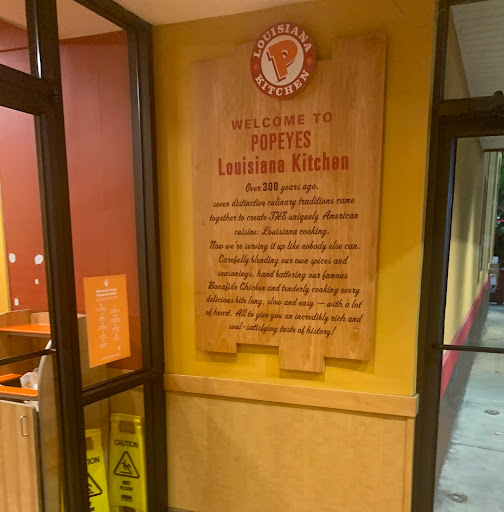 LOUISIANA
P
KITCHEN
WELCOME TO
POPEYES
Louisiana Kitchen
Over 300 years ago,
seven distinctive culinary traditions came
together to create THE uniquely American
cuisine: Louisiana cooking.
Now we're serving it up like nobody else can.
Carefully blending our own spices and
seasonings, hand battering our famous
Bonafide Chicken and tenderly cooking every
delicious bite long, slow and easy — with a lot
of heart. All to give you an incredibly rich and
soul-satisfying taste of history!
CAUTION
CAUTION
WET FLOOR